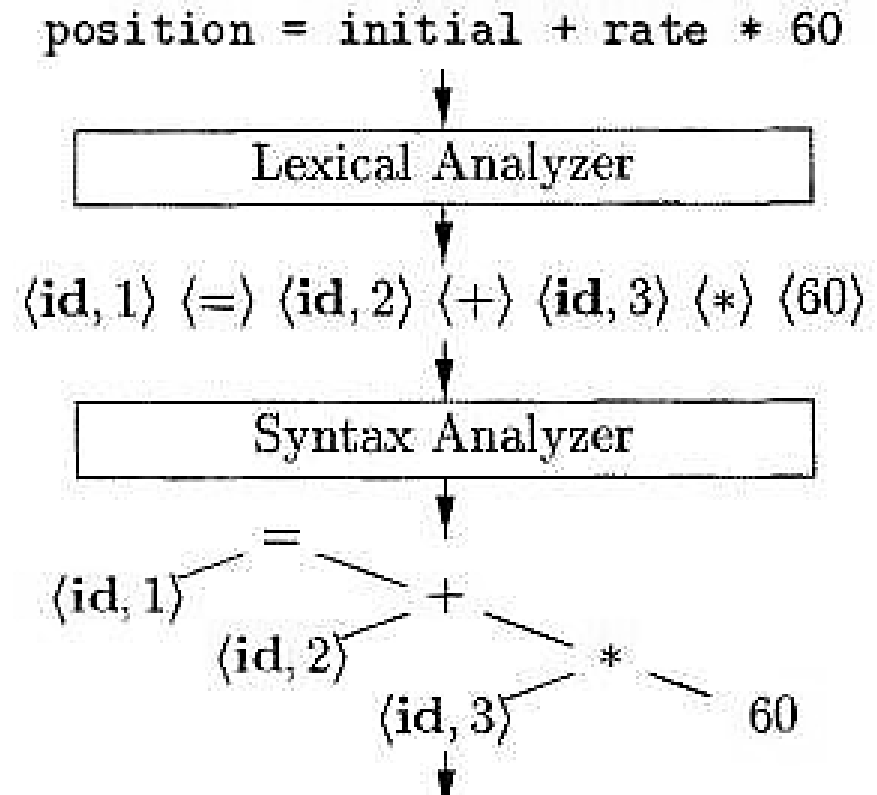 position = initial + rate * 60
Lexical Analyzer
⟨id, 1⟩ ⟨=⟩ ⟨id, 2⟩ ⟨+⟩ ⟨id, 3⟩ ⟨*⟩ ⟨60⟩
Syntax Analyzer
=
⟨id, 1⟩ +
⟨id, 2⟩ *
⟨id, 3⟩ 60